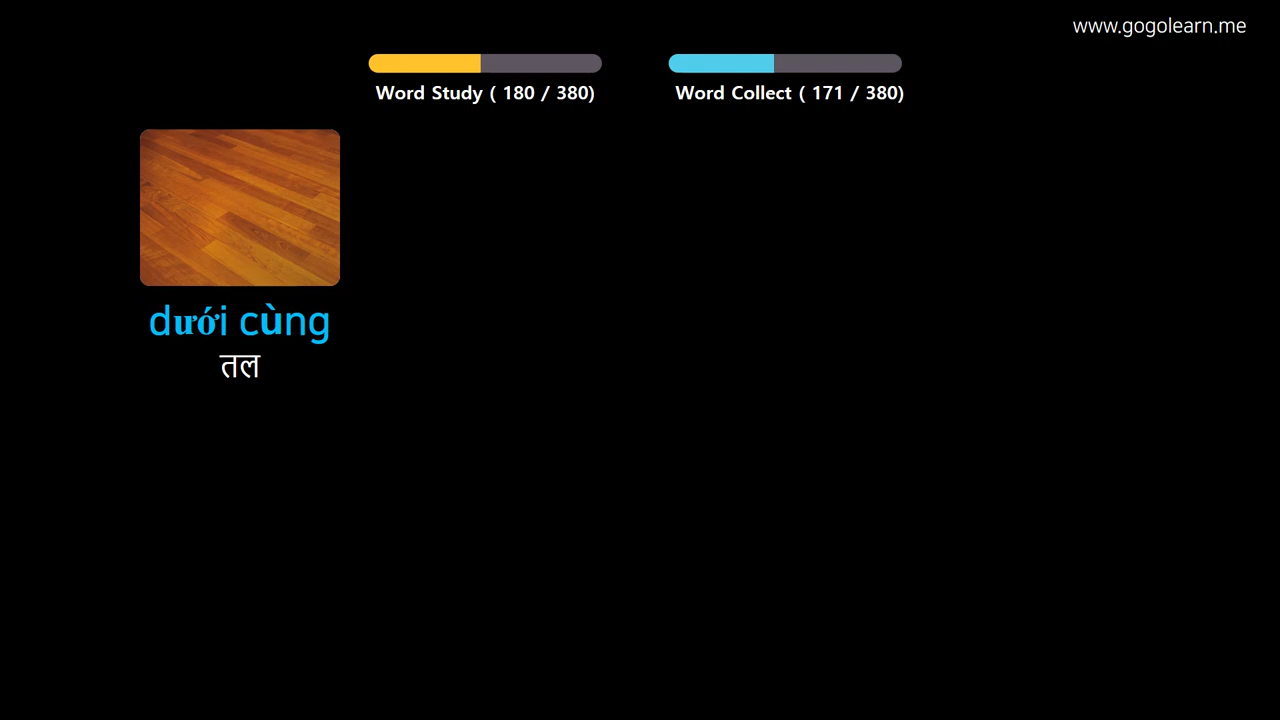 www.gogolearn.me
Word Study ( 180 / 380)
Word Collect ( 171 / 380)
dưới cùng
तल